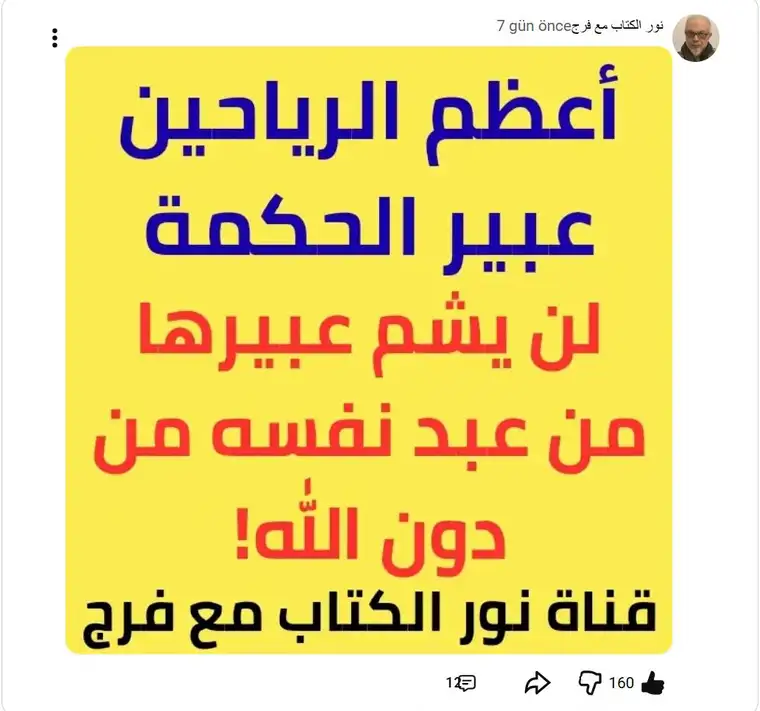 نور الكتاب مع فرج 7 gün önce
أعظم الرياحين
عبير الحكمة
لن يشم عبيرها
من عبد نفسه من
دون الله!
قناة نور الكتاب مع فرج
160
12